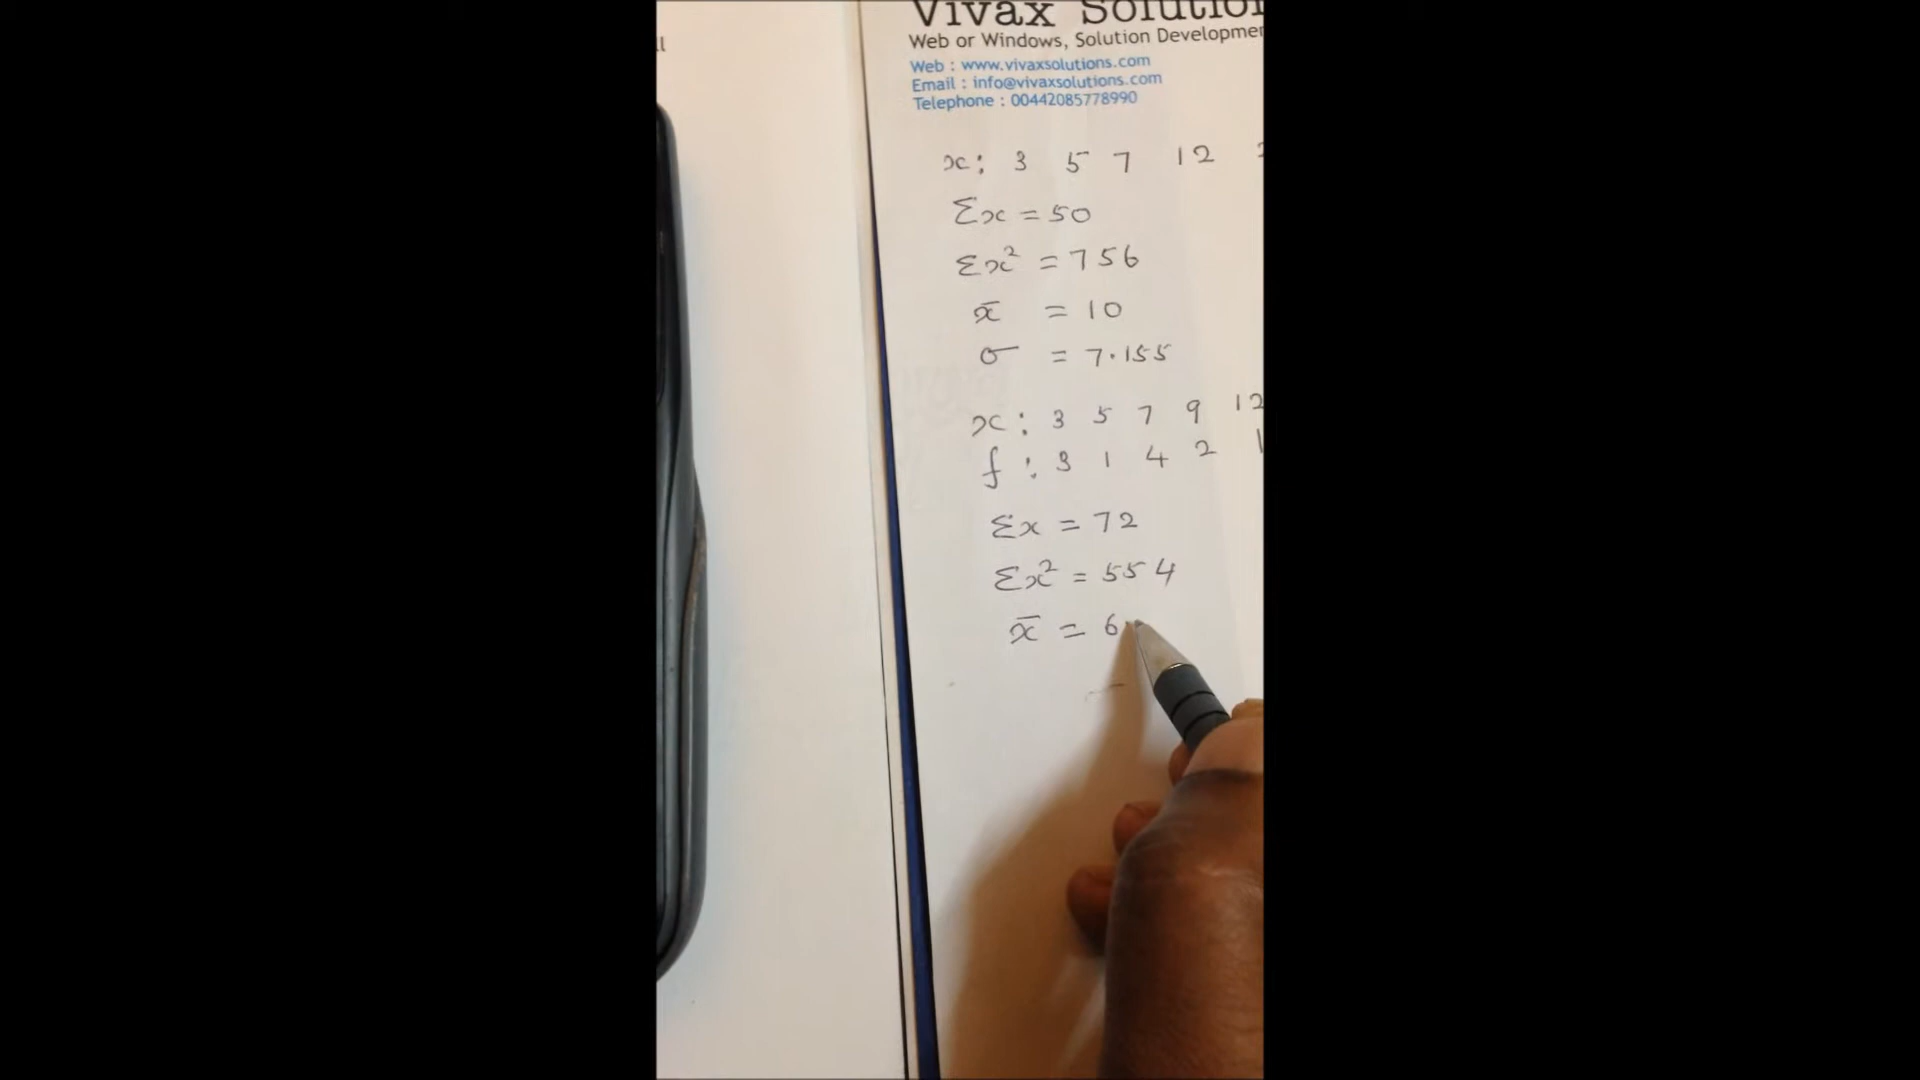 ll
Vivax Solution
Web or Windows, Solution Developmen
Web : www.vivaxsolutions.com
Email : info@vivaxsolutions.com
Telephone : 00442085778990
x: 3 5 7 12
Σx = 50
Σx² = 756
x̄ = 10
σ = 7.155
x: 3 5 7 9 12
f: 3 1 4 2 1
Σx = 72
Σx² = 554
x̄ = 6.